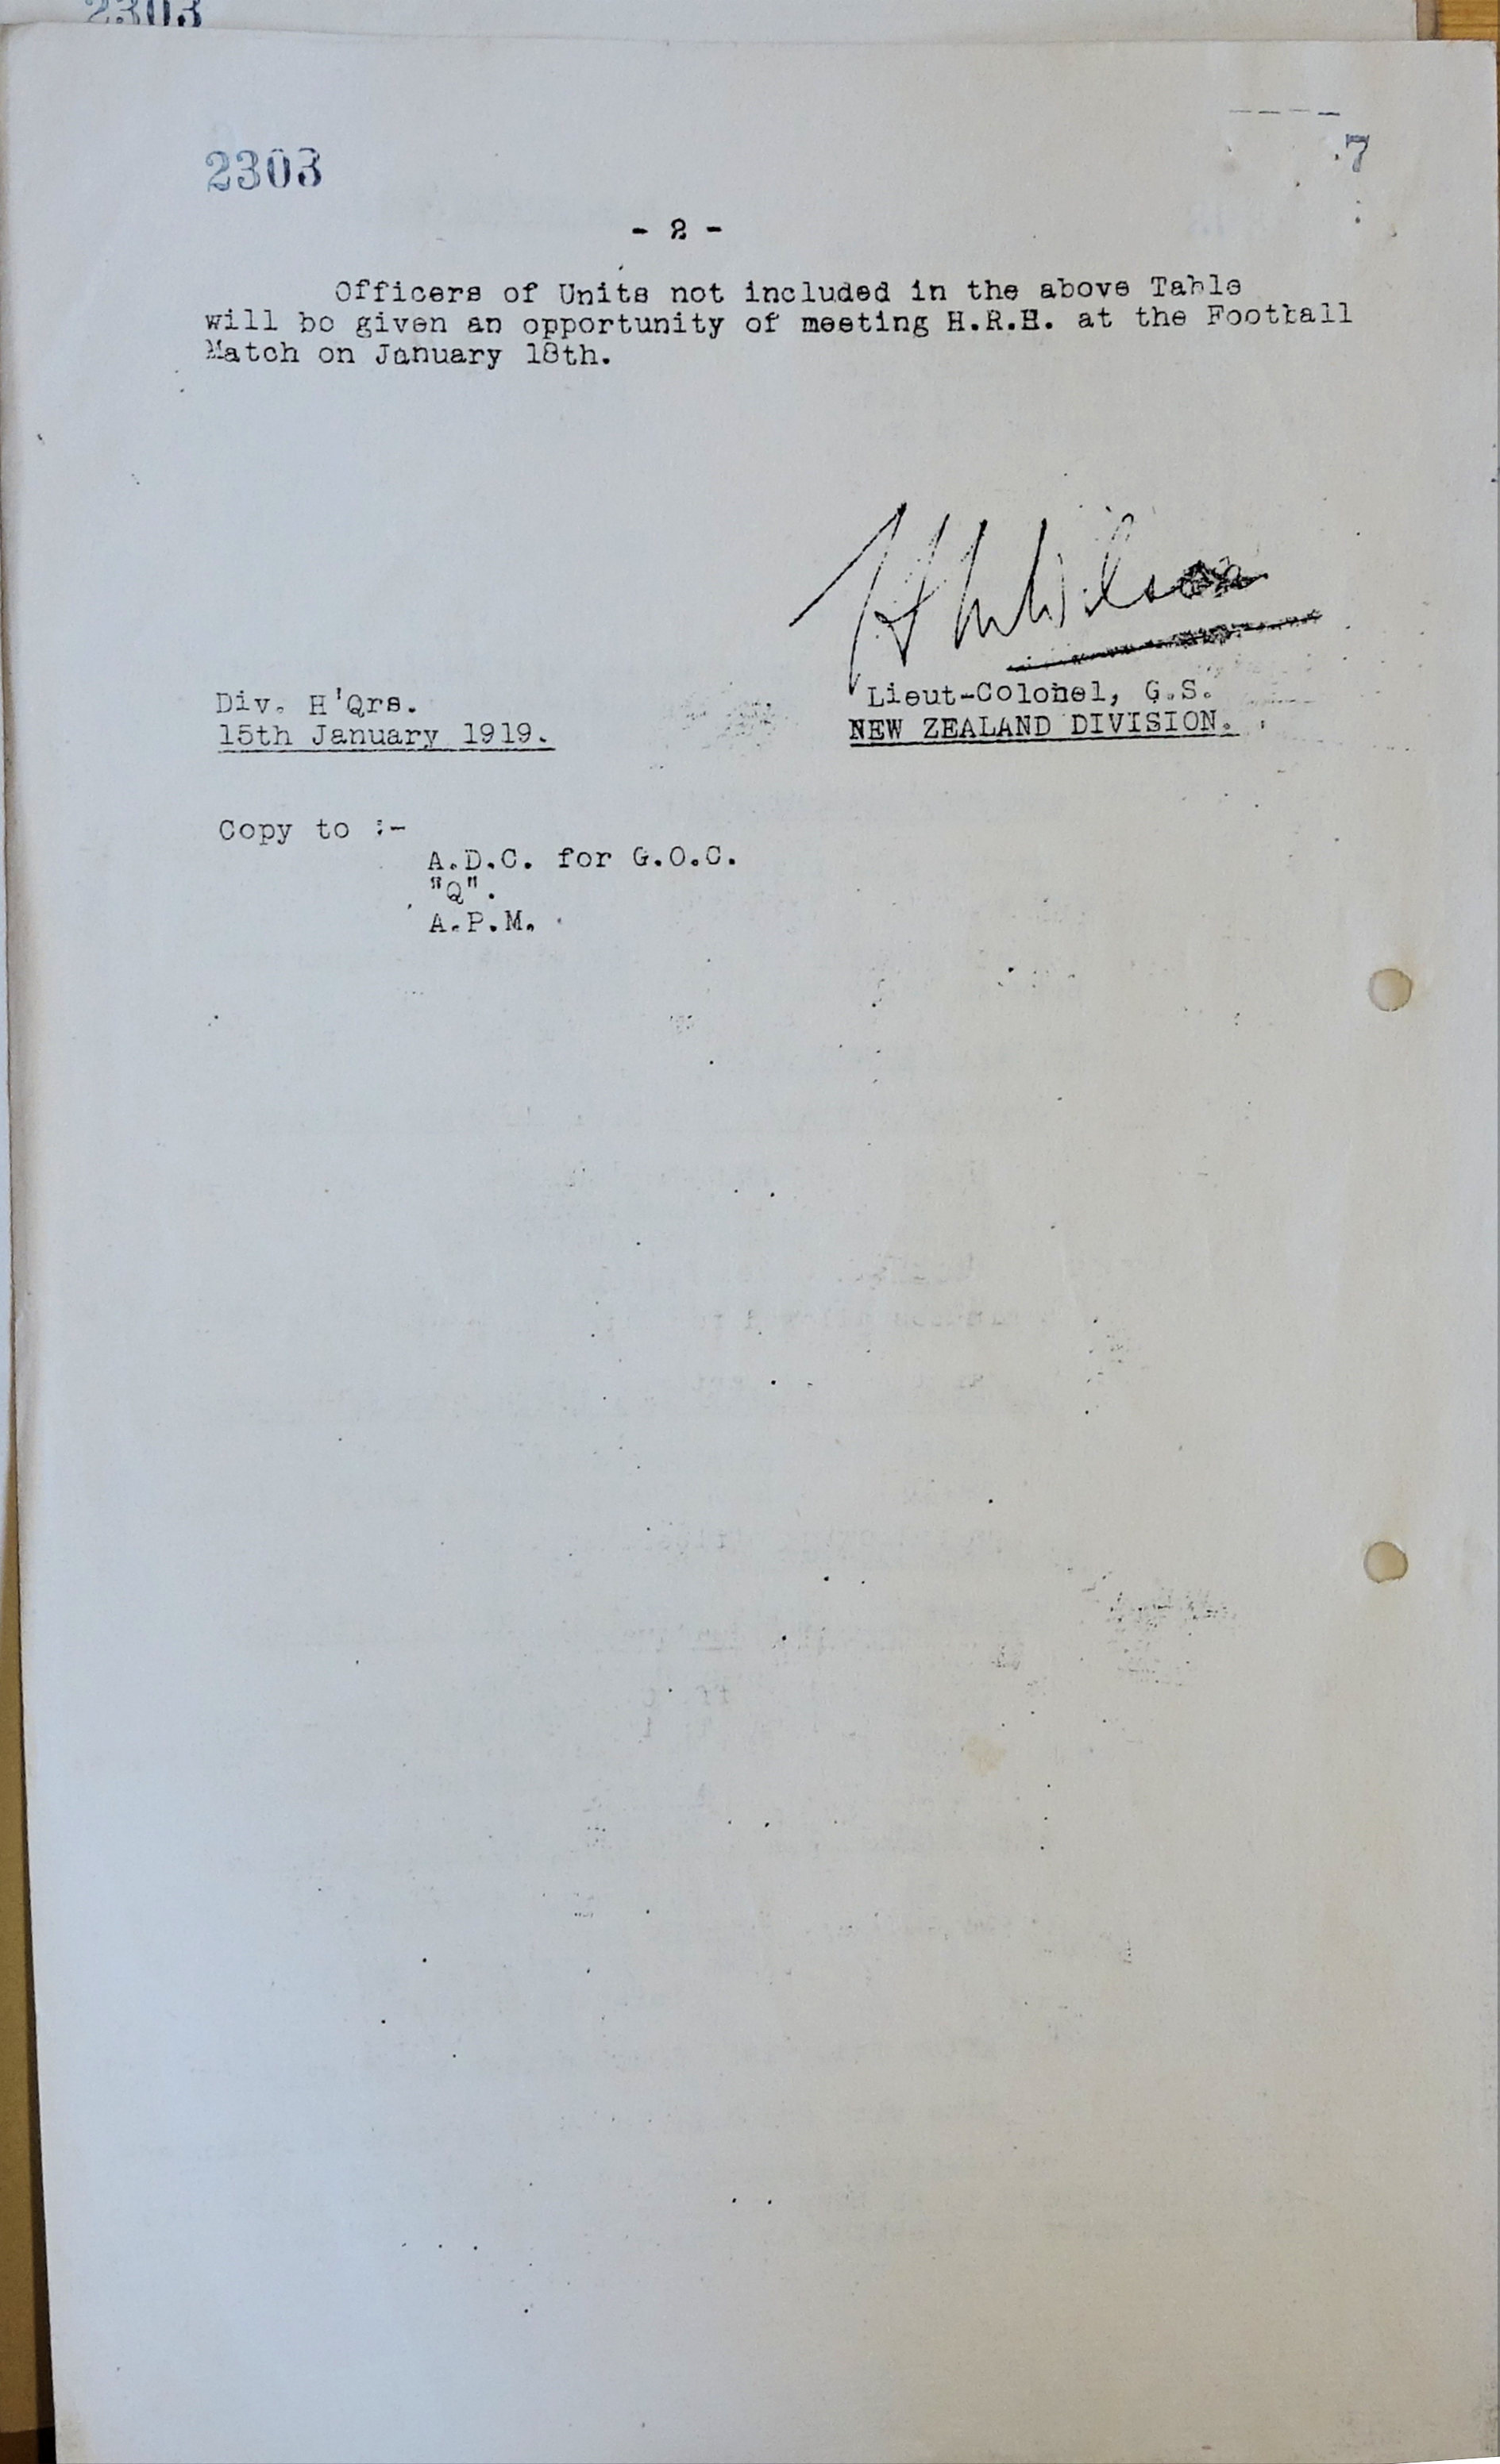 2303
2303
7
- 2 -
Officers of Units not included in the above Table
will be given an opportunity of meeting H.R.H. at the Football
Match on January 18th.
H M Wilson
Lieut-Colonel, G.S.
NEW ZEALAND DIVISION.
Div. H'Qrs.
15th January 1919.
Copy to :-
A.D.C. for G.O.C.
"Q".
A.P.M.